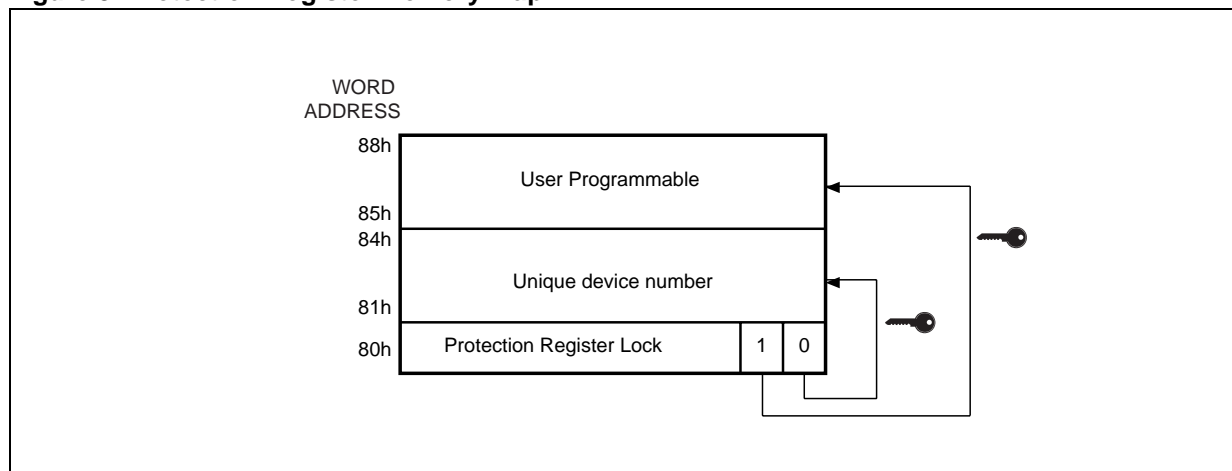 WORD
ADDRESS
88h
User Programmable
85h
84h
Unique device number
81h
80h
Protection Register Lock
1
0